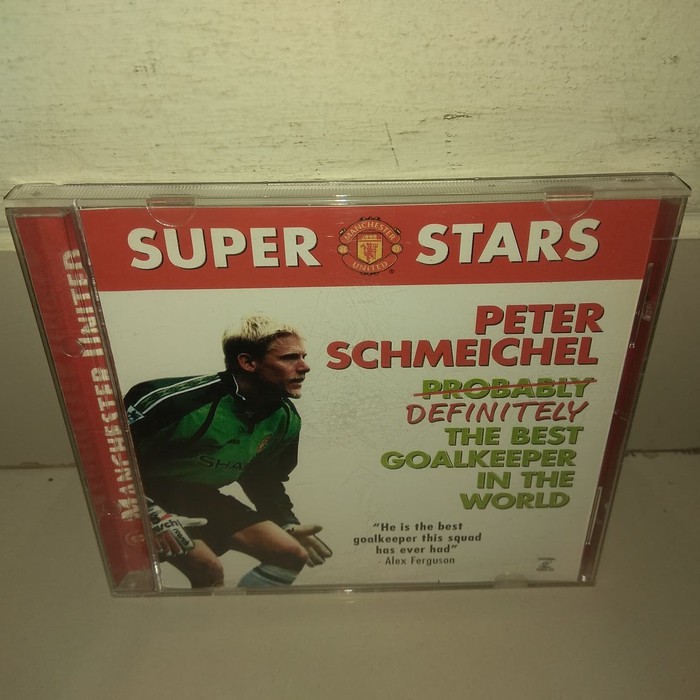 SUPER STARS
MANCHESTER
UNITED
PETER
SCHMEICHEL
PROBABLY
DEFINITELY
THE BEST
GOALKEEPER
IN THE
WORLD
"He is the best
goalkeeper this squad
has ever had"
- Alex Ferguson
MANCHESTER UNITED
SHARP